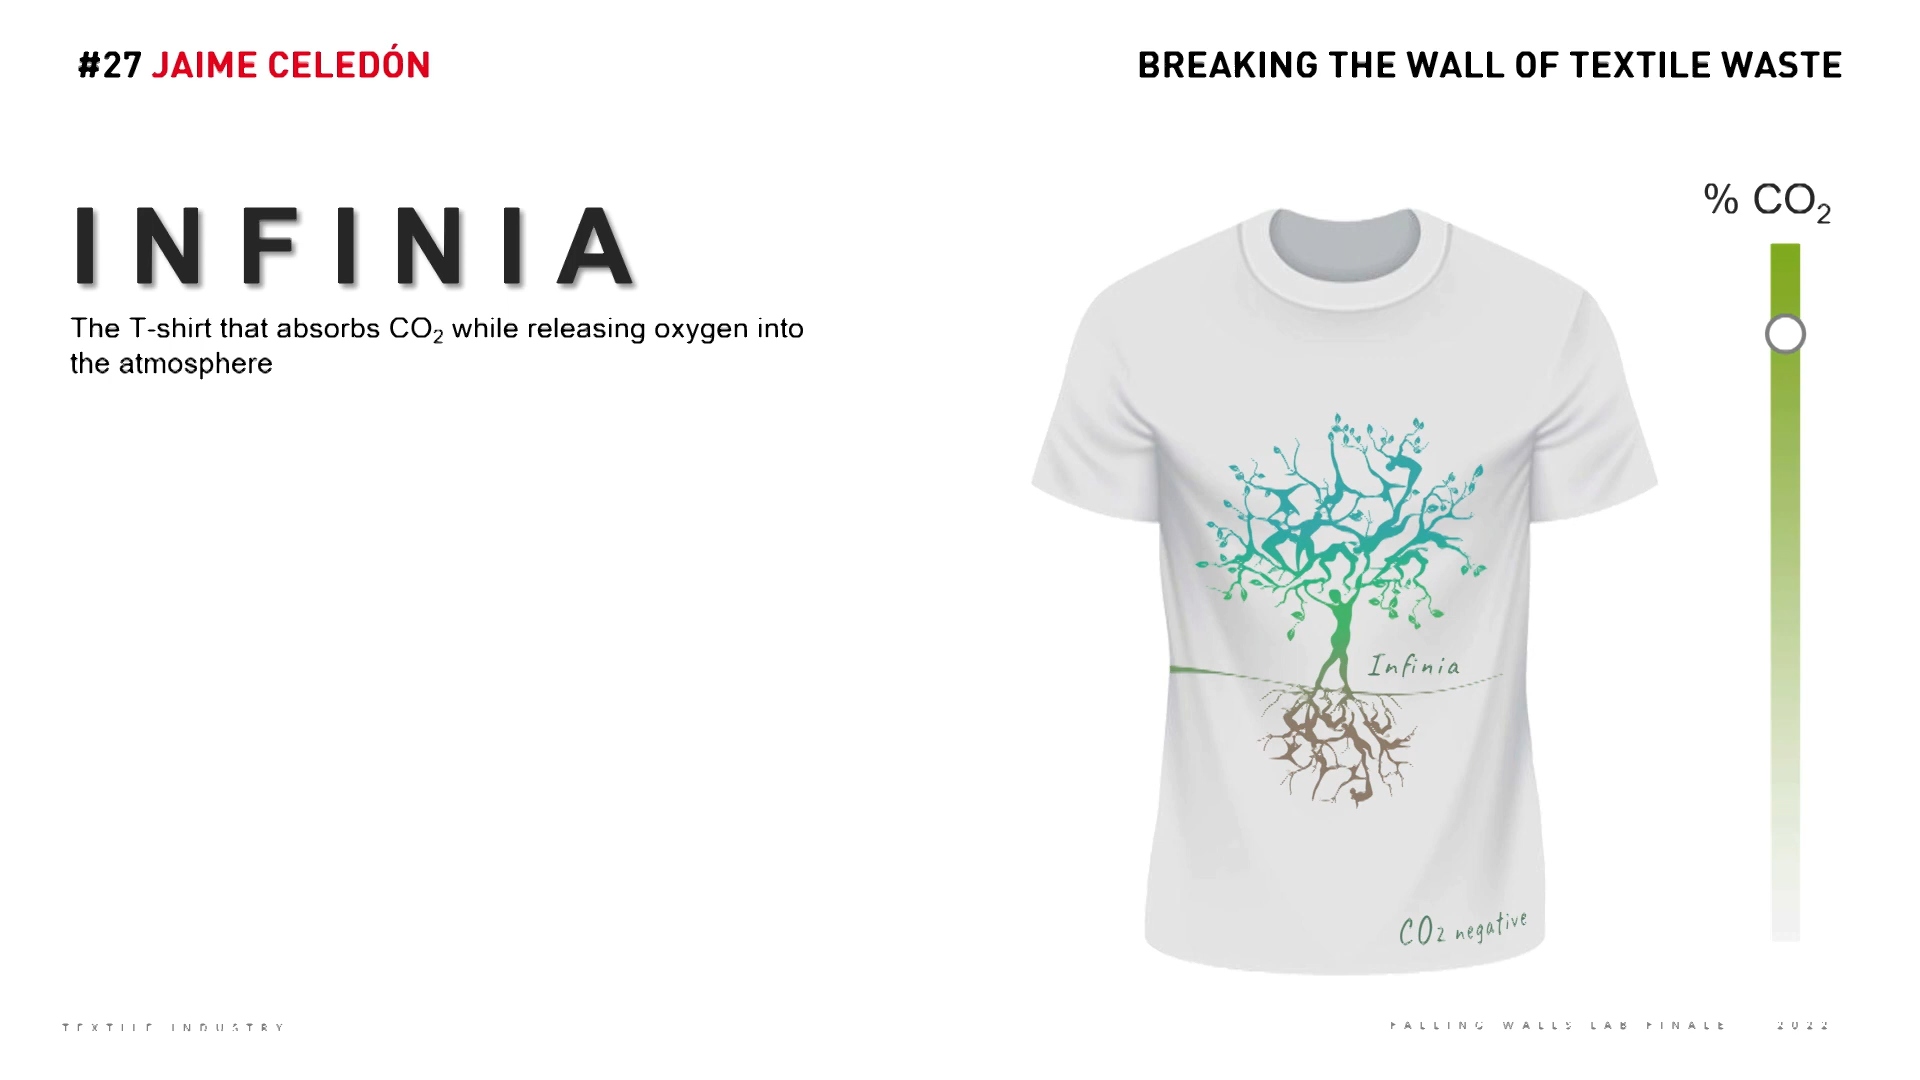 #27 JAIME CELEDÓN
BREAKING THE WALL OF TEXTILE WASTE
INFINIA
The T-shirt that absorbs CO₂ while releasing oxygen into
the atmosphere
% CO₂
Infinia
CO2 negative
TEXTILE INDUSTRY
FALLING WALLS LAB FINALE 2022